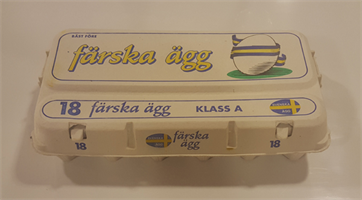 färska ägg
18 färska ägg KLASS A
18
färska
ägg
18